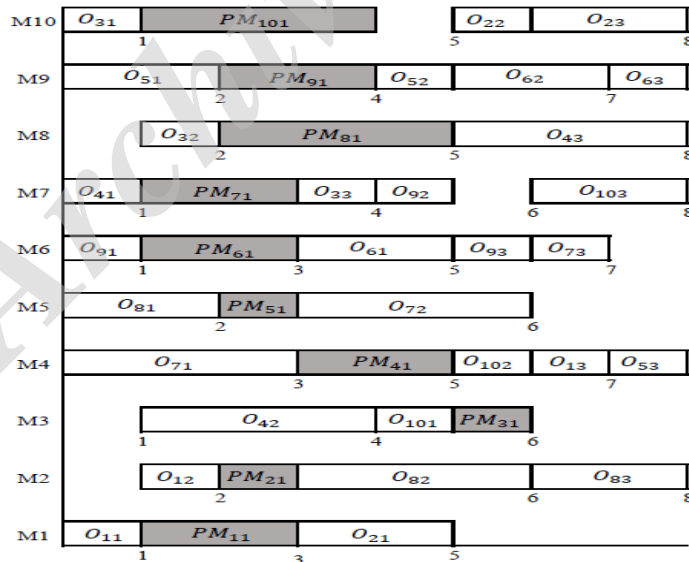 M10 O31 PM101 O22 O23
1 5 8
M9 O51 PM91 O52 O62 O63
2 4 5 7
M8 O32 PM81 O43
2 5 8
M7 O41 PM71 O33 O92 O103
1 3 4 6 8
M6 O91 PM61 O61 O93 O73
1 3 5 6 7
M5 O81 PM51 O72
2 6
M4 O71 PM41 O102 O13 O53
3 5 7
M3 O42 O101 PM31
1 4 6
M2 O12 PM21 O82 O83
2 6 8
M1 O11 PM11 O21
1 3 5
Archiv